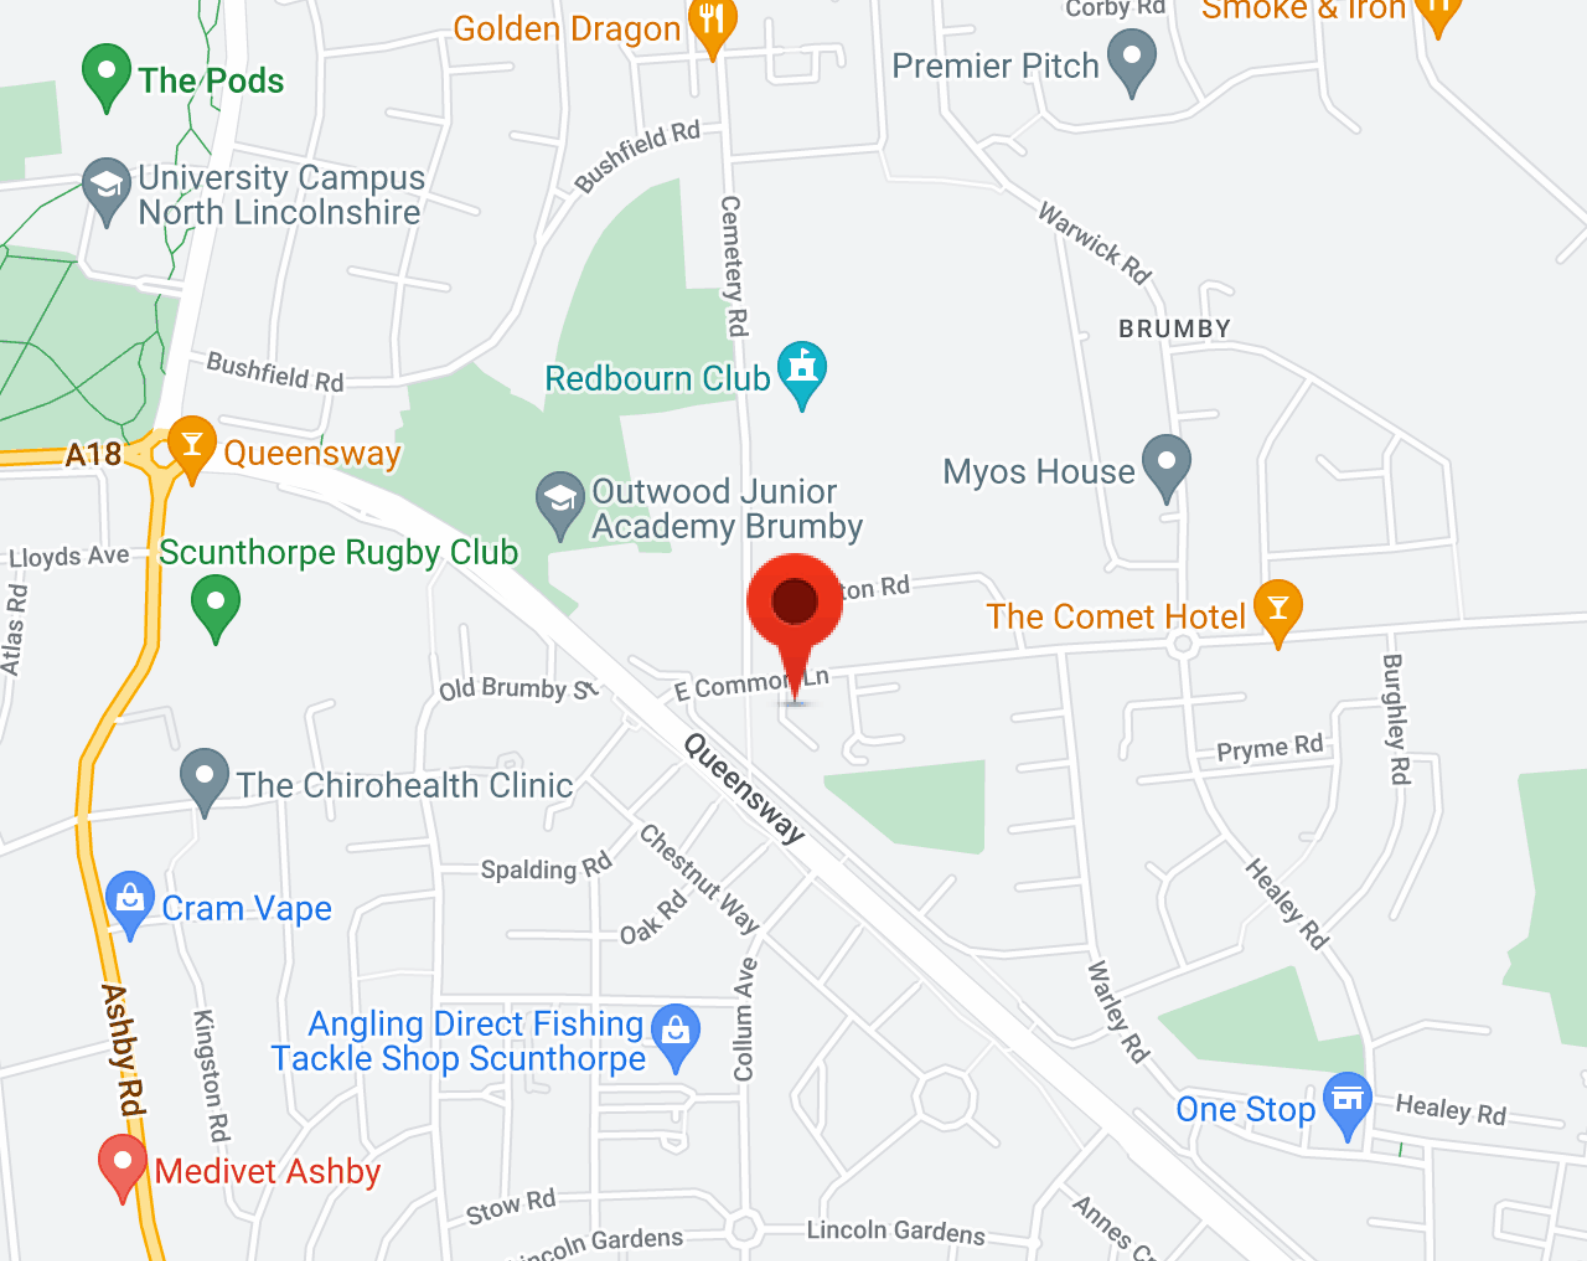 Corby Rd
Smoke & Iron
Golden Dragon
Premier Pitch
The Pods
Bushfield Rd
University Campus
North Lincolnshire
Cemetery Rd
Warwick Rd
BRUMBY
Bushfield Rd
Redbourn Club
A18
Queensway
Myos House
Outwood Junior
Academy Brumby
Lloyds Ave
Scunthorpe Rugby Club
ton Rd
The Comet Hotel
Atlas Rd
Old Brumby St
E Common Ln
Burghley Rd
Queensway
Pryme Rd
The Chirohealth Clinic
Chestnut Way
Spalding Rd
Healey Rd
Cram Vape
Oak Rd
Collum Ave
Warley Rd
Ashby Rd
Kingston Rd
Angling Direct Fishing
Tackle Shop Scunthorpe
One Stop
Healey Rd
Medivet Ashby
Stow Rd
Lincoln Gardens
incoln Gardens
Annes C